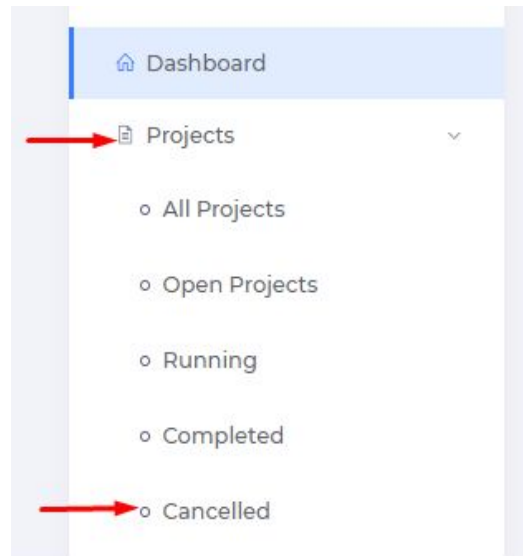 Dashboard
Projects
All Projects
Open Projects
Running
Completed
Cancelled